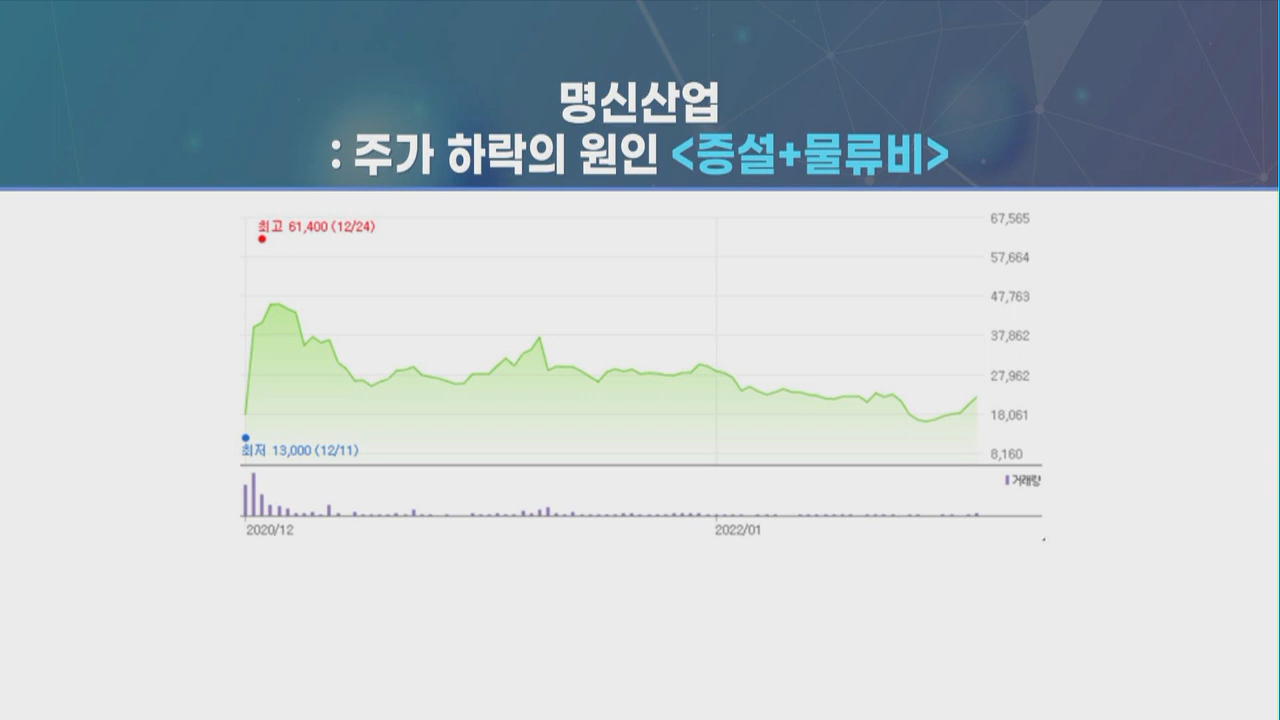 명신산업
: 주가 하락의 원인 <증설+물류비>
최고 61,400 (12/24)
67,565
57,664
47,763
37,862
27,962
18,061
최저 13,000 (12/11)
8,160
거래량
2020/12
2022/01